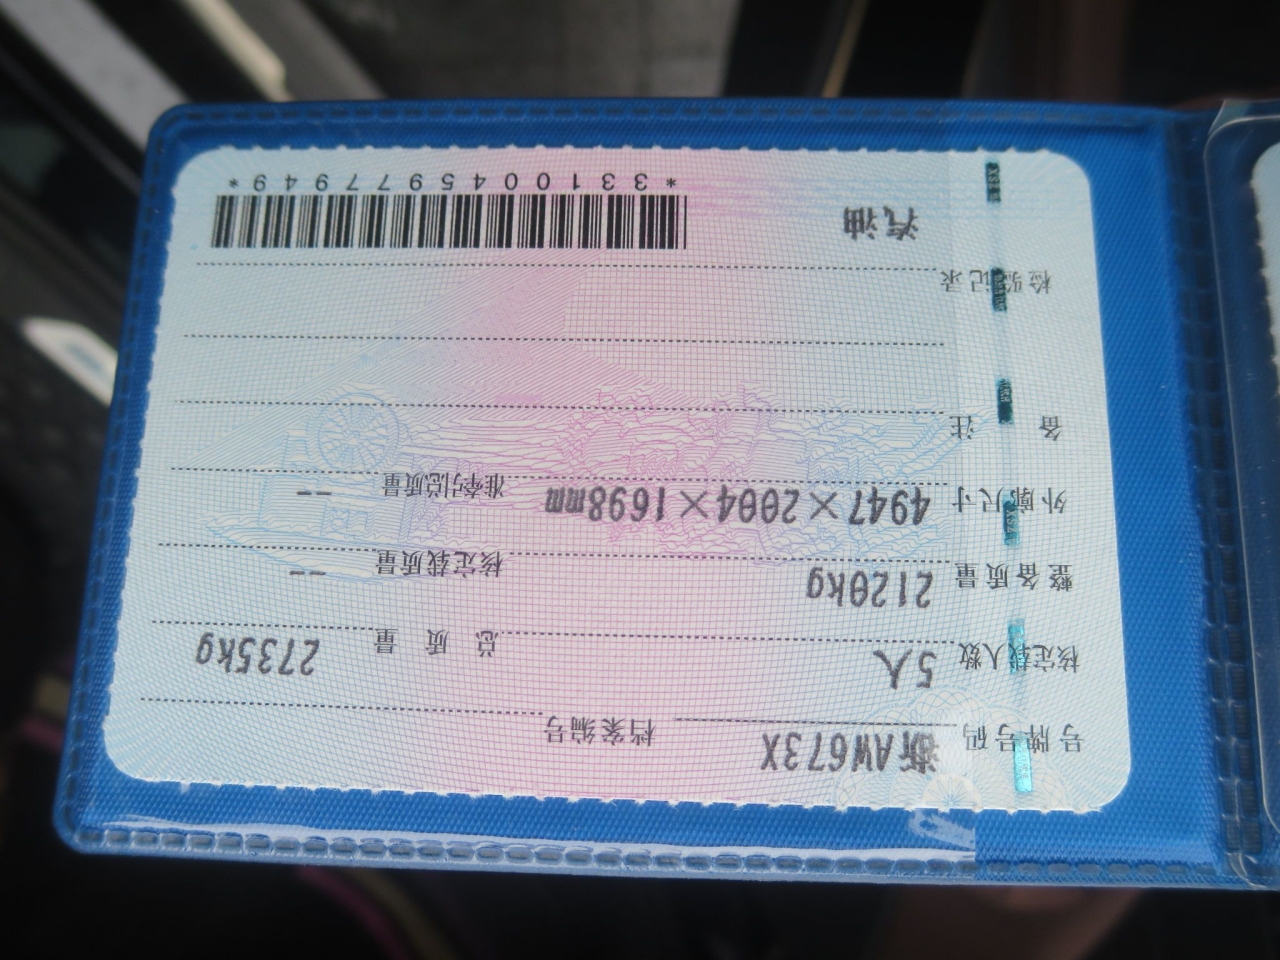 号牌号码 浙AW673X 档案编号
核定载人数 5人 总质量 2735kg
整备质量 2120kg 核定载质量 --
外廓尺寸 4947×2004×1698mm 准牵引总质量 --
备注
检验记录
汽油
*3310045977949*